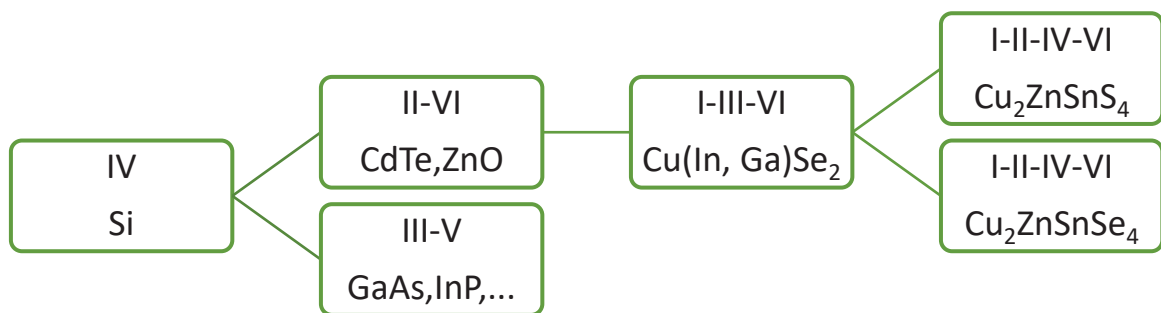 IV
Si
II-VI
CdTe,ZnO
III-V
GaAs,InP,...
I-III-VI
Cu(In, Ga)Se₂
I-II-IV-VI
Cu₂ZnSnS₄
I-II-IV-VI
Cu₂ZnSnSe₄